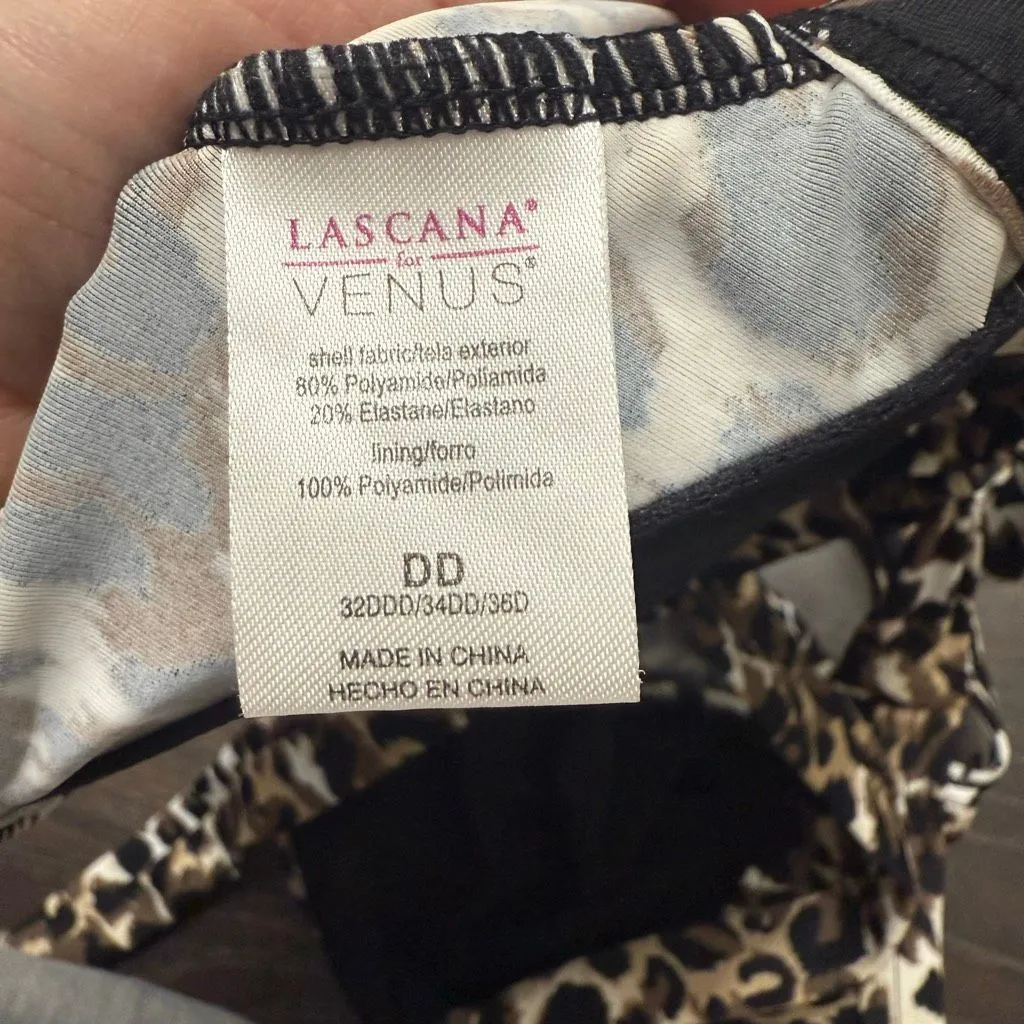 LASCANA®
for
VENUS®
shell fabric/tela exterior
80% Polyamide/Poliamida
20% Elastane/Elastano
lining/forro
100% Polyamide/Polimida
DD
32DDD/34DD/36D
MADE IN CHINA
HECHO EN CHINA